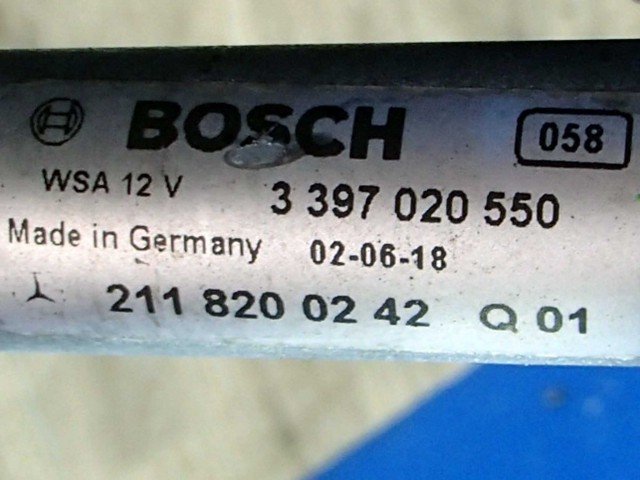 BOSCH 058
WSA 12 V 3 397 020 550
Made in Germany 02-06-18
211 820 02 42 Q 01